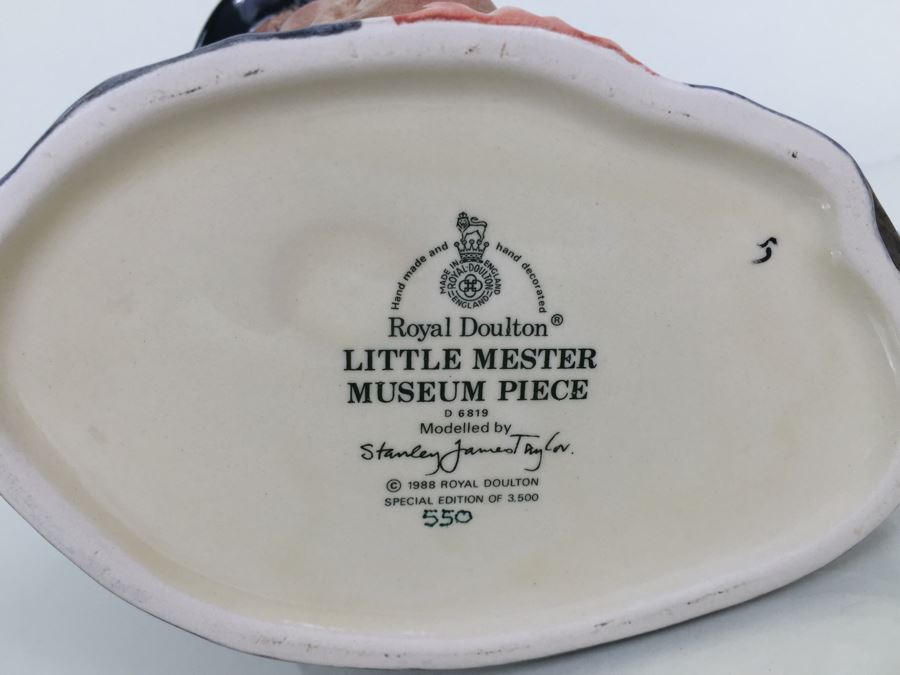 Hand made and hand decorated
MADE IN ENGLAND
ROYAL·DOULTON
ENGLAND
Royal Doulton®
LITTLE MESTER
MUSEUM PIECE
D 6819
Modelled by
Stanley James Taylor.
© 1988 ROYAL DOULTON
SPECIAL EDITION OF 3,500
550